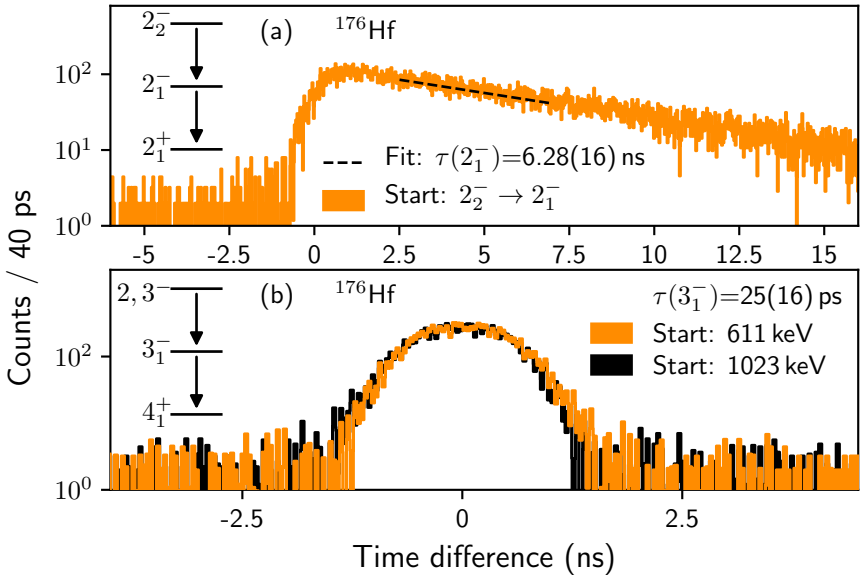 2₂⁻
(a)
¹⁷⁶Hf
10²
2₁⁻
10¹
2₁⁺
Fit: τ(2₁⁻)=6.28(16) ns
Start: 2₂⁻ → 2₁⁻
10⁰
-5 -2.5 0 2.5 5 7.5 10 12.5 15
Counts / 40 ps
2, 3⁻
(b)
¹⁷⁶Hf
τ(3₁⁻)=25(16) ps
Start: 611 keV
10²
3₁⁻
Start: 1023 keV
4₁⁺
10⁰
-2.5 0 2.5
Time difference (ns)